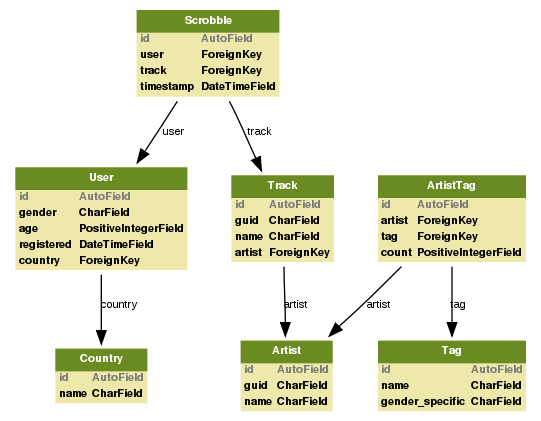 Scrobble
id AutoField
user ForeignKey
track ForeignKey
timestamp DateTimeField
user track
User
id AutoField
gender CharField
age PositiveIntegerField
registered DateTimeField
country ForeignKey
Track
id AutoField
guid CharField
name CharField
artist ForeignKey
ArtistTag
id AutoField
artist ForeignKey
tag ForeignKey
count PositiveIntegerField
country artist artist tag
Country
id AutoField
name CharField
Artist
id AutoField
guid CharField
name CharField
Tag
id AutoField
name CharField
gender_specific CharField